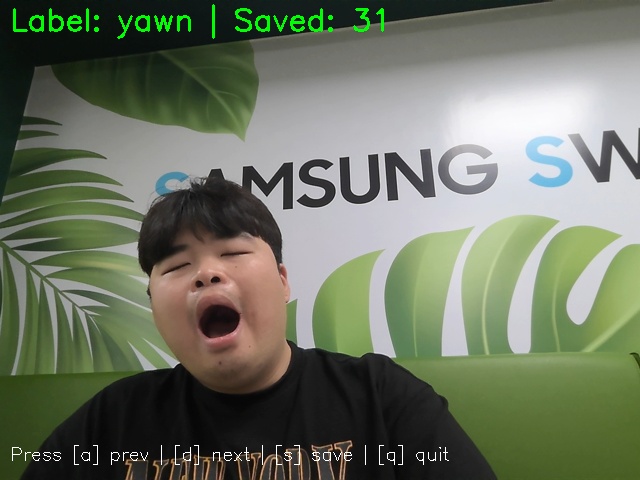 Label: yawn | Saved: 31
SAMSUNG SW
Press [a] prev | [d] next | [s] save | [q] quit